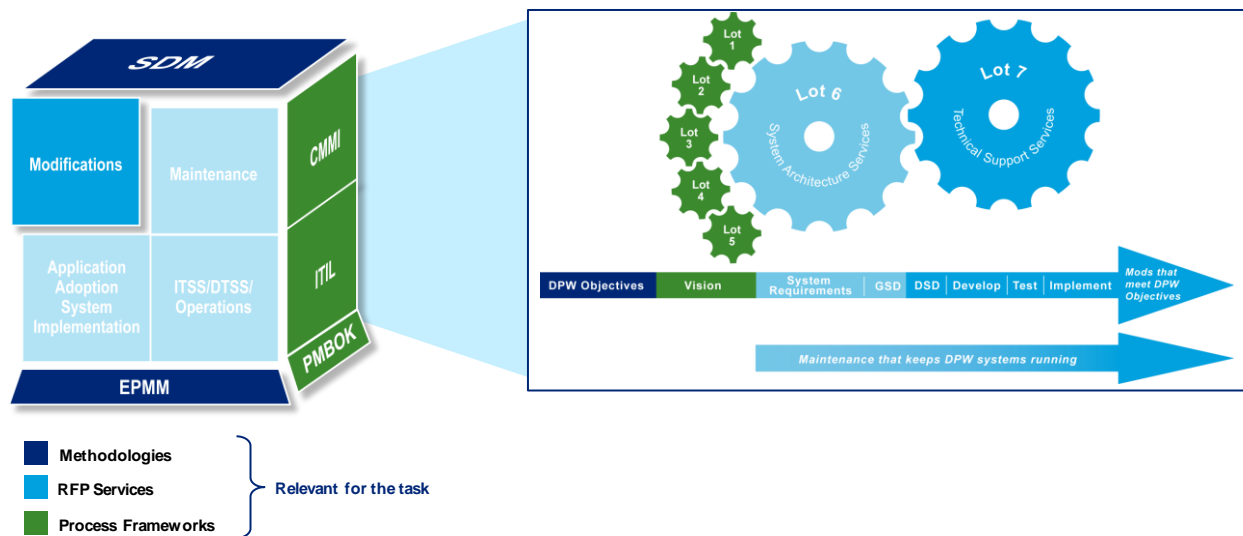 SDM
Modifications
Maintenance
Application
Adoption
System
Implementation
ITSS/DTSS/
Operations
CMMI
ITIL
PMBOK
EPMM
Methodologies
RFP Services
Process Frameworks
Relevant for the task
Lot
1
Lot
2
Lot
3
Lot
4
Lot
5
Lot 6
System Architecture Services
Lot 7
Technical Support Services
DPW Objectives
Vision
System
Requirements
GSD
DSD
Develop
Test
Implement
Mods that
meet DPW
Objectives
Maintenance that keeps DPW systems running